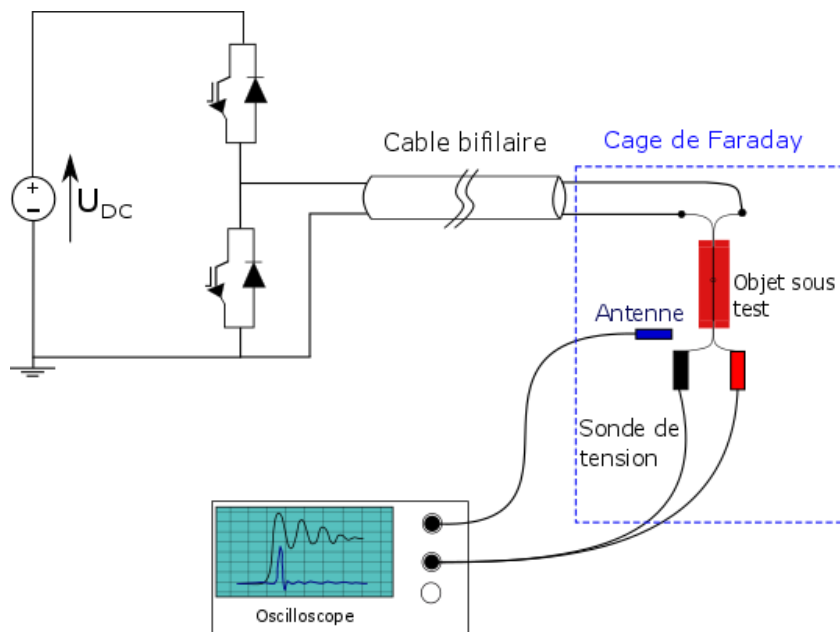 Cable bifilaire
Cage de Faraday
U DC
Objet sous
test
Antenne
Sonde de
tension
Oscilloscope